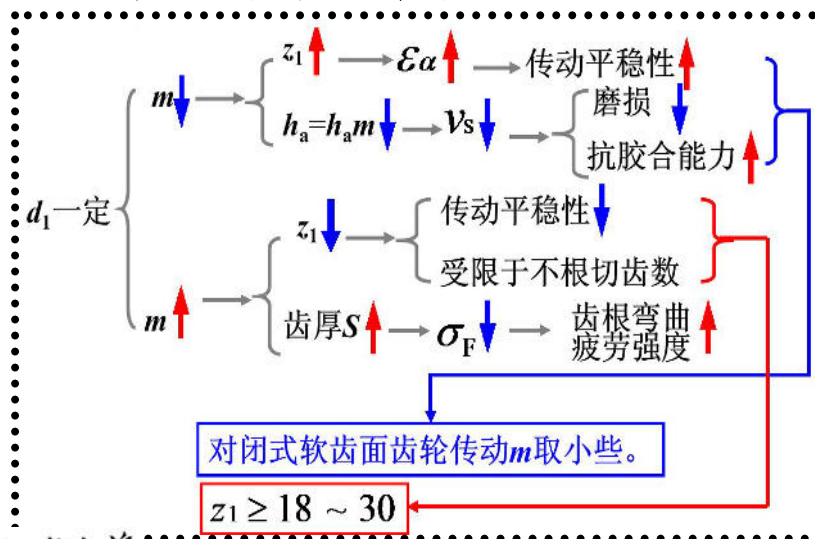 z₁ → εα → 传动平稳性
m →
hₐ=hₐm → vs → 磨损
抗胶合能力
d₁一定
z₁ → 传动平稳性
受限于不根切齿数
m →
齿厚S → σF → 齿根弯曲
疲劳强度
对闭式软齿面齿轮传动m取小些。
z₁ ≥ 18 ~ 30